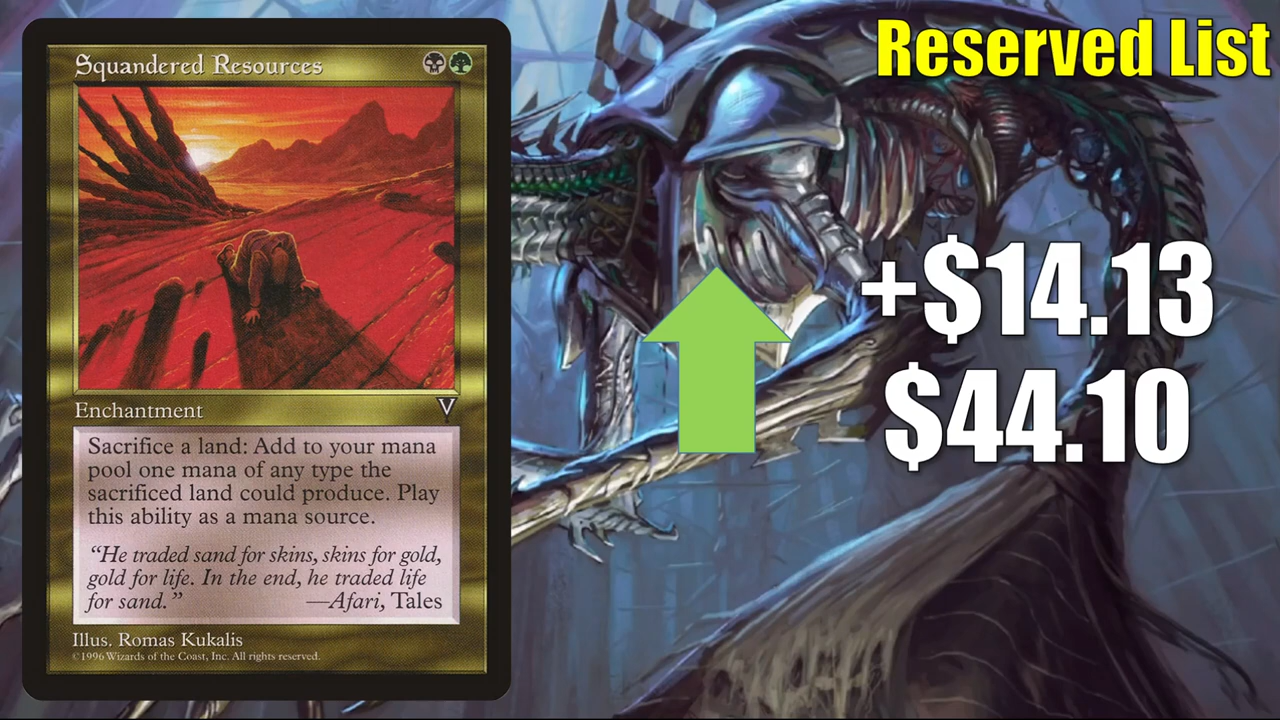 Squandered Resources
Reserved List
+$14.13
$44.10
Enchantment
V
Sacrifice a land: Add to your mana
pool one mana of any type the
sacrificed land could produce. Play
this ability as a mana source.
“He traded sand for skins, skins for gold,
gold for life. In the end, he traded life
for sand.” —Afari, Tales
Illus. Romas Kukalis
©1996 Wizards of the Coast, Inc. All rights reserved.